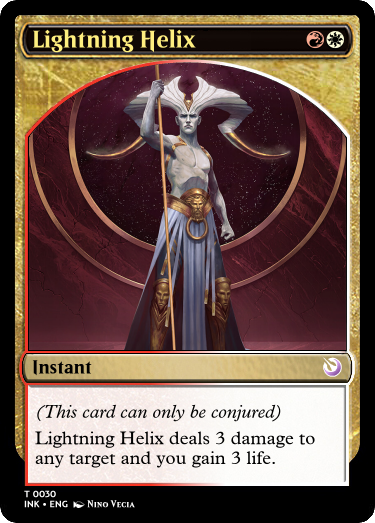 Lightning Helix
Instant
(This card can only be conjured)
Lightning Helix deals 3 damage to
any target and you gain 3 life.
T 0030
INK • ENG Nino Vecia